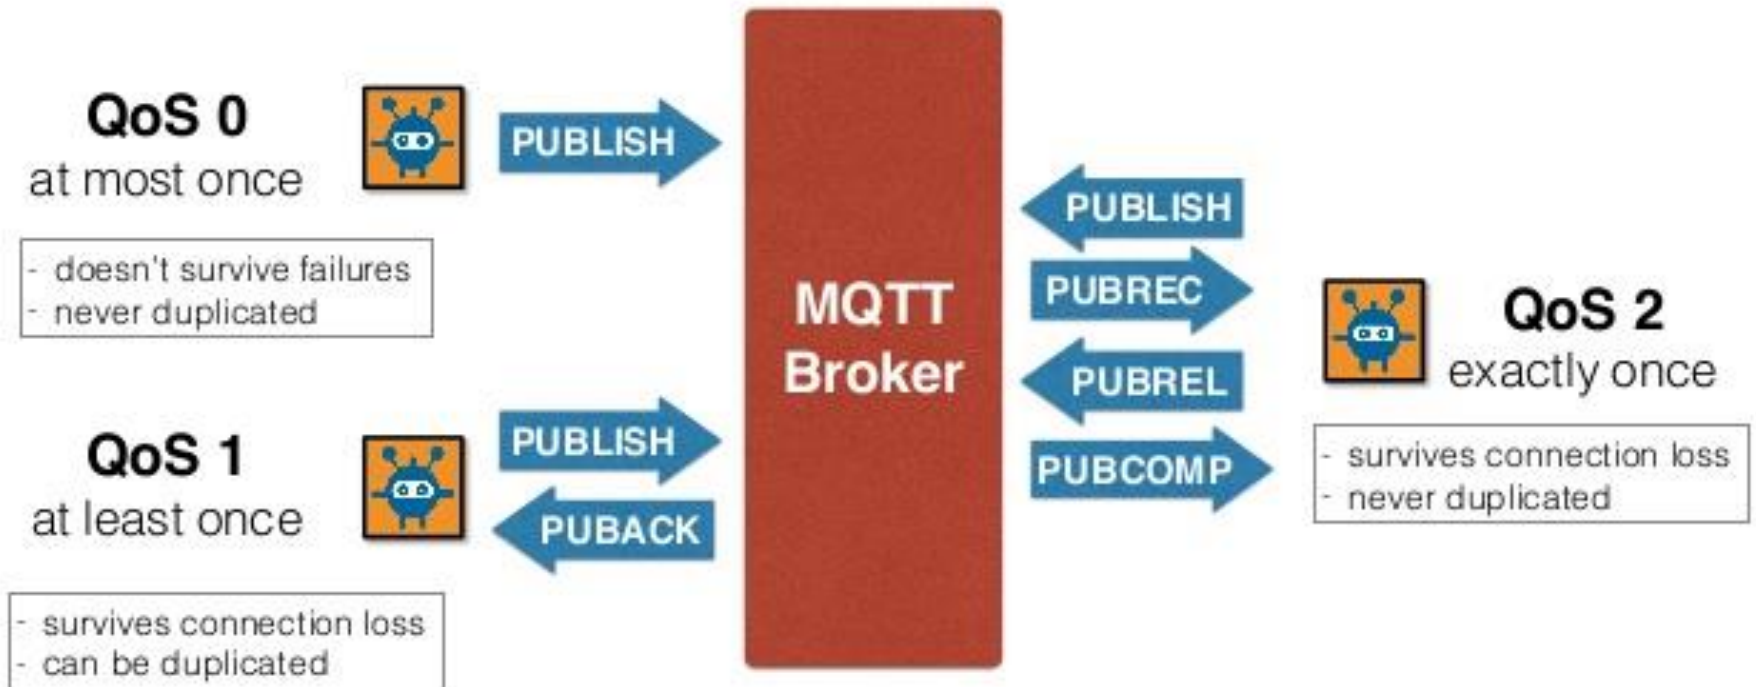 QoS 0
at most once
PUBLISH
- doesn't survive failures
- never duplicated
QoS 1
at least once
PUBLISH
PUBACK
- survives connection loss
- can be duplicated
MQTT
Broker
PUBLISH
PUBREC
PUBREL
PUBCOMP
QoS 2
exactly once
- survives connection loss
- never duplicated